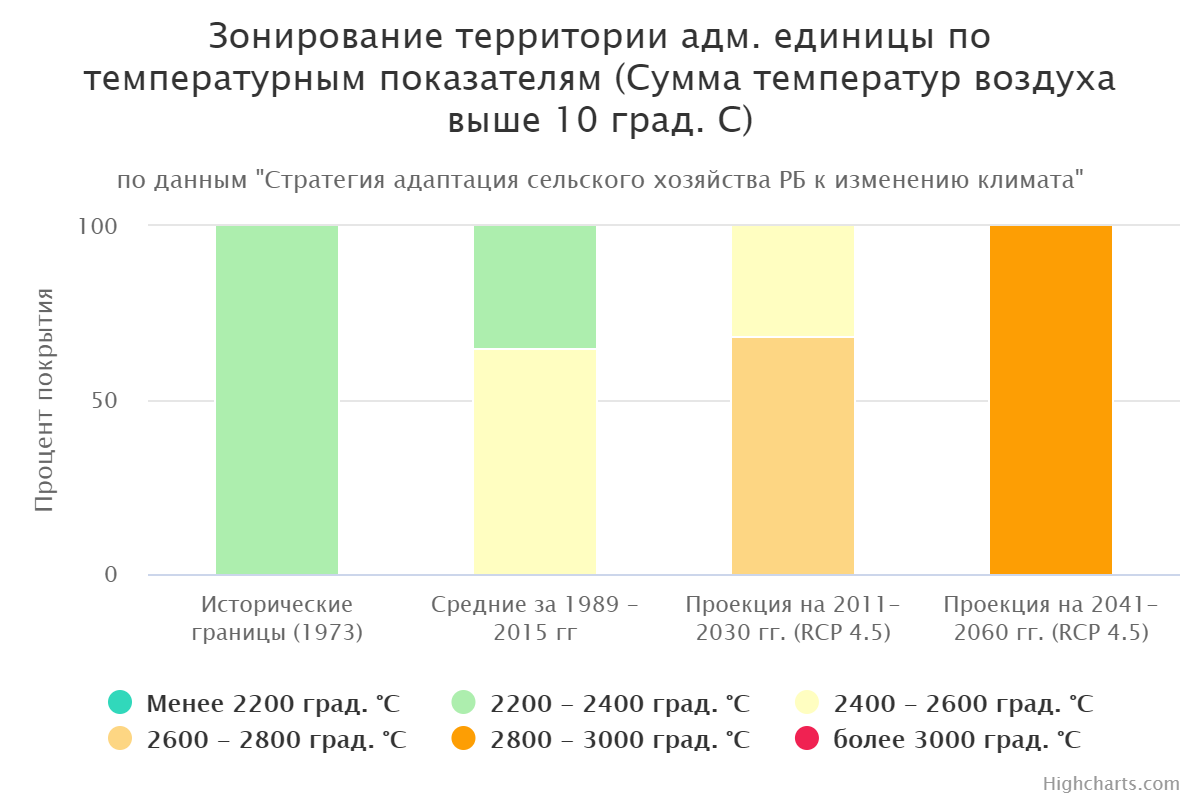 Зонирование территории адм. единицы по
температурным показателям (Сумма температур воздуха
выше 10 град. С)
по данным "Стратегия адаптация сельского хозяйства РБ к изменению климата"
Процент покрытия
100
50
0
Исторические
границы (1973)
Средние за 1989 –
2015 гг
Проекция на 2011–
2030 гг. (RCP 4.5)
Проекция на 2041–
2060 гг. (RCP 4.5)
Менее 2200 град. °C
2200 – 2400 град. °C
2400 – 2600 град. °C
2600 – 2800 град. °C
2800 – 3000 град. °C
более 3000 град. °C
Highcharts.com